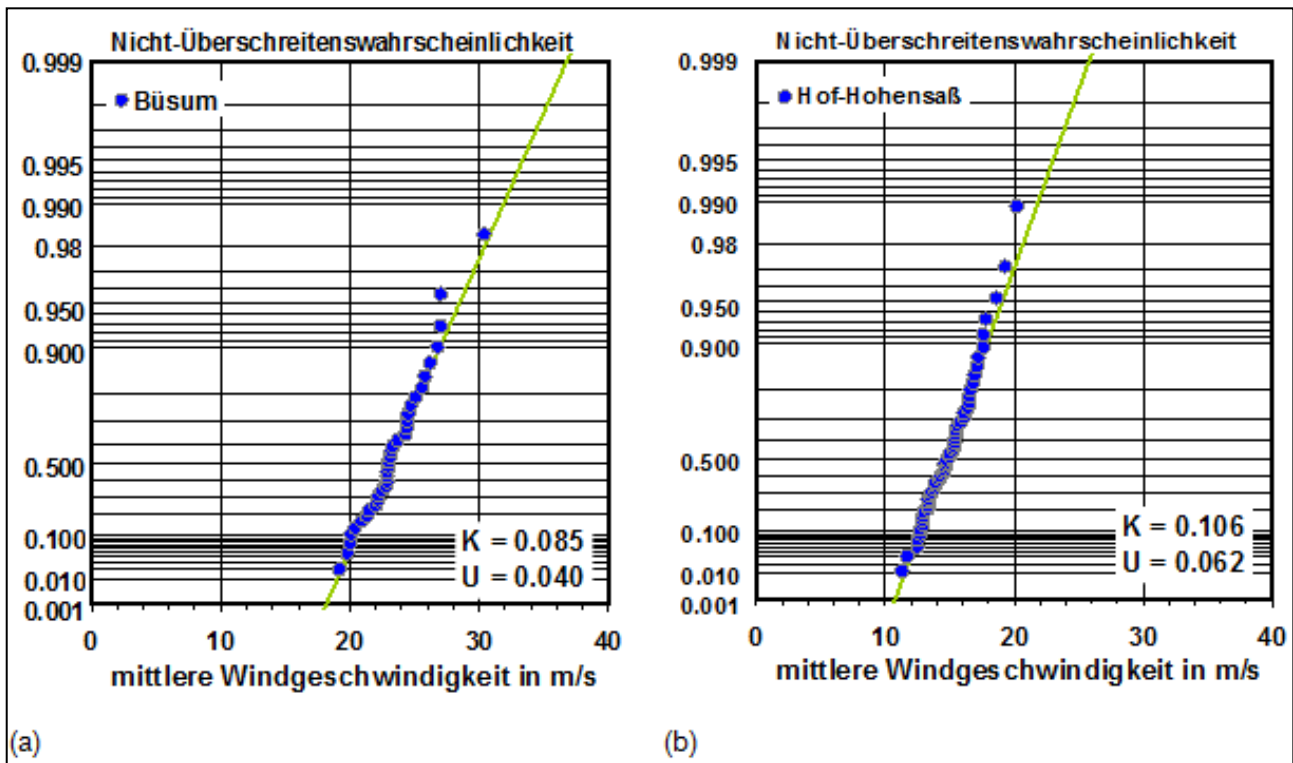 Nicht-Überschreitenswahrscheinlichkeit
0.999
Büsum
0.995
0.990
0.98
0.950
0.900
0.500
0.100
0.010
0.001
K = 0.085
U = 0.040
0 20 30 40
mittlere Windgeschwindigkeit in m/s
(a)
Nicht-Überschreitenswahrscheinlichkeit
0.999
Hof-Hohensaß
0.995
0.990
0.98
0.950
0.900
0.500
0.100
0.010
0.001
K = 0.106
U = 0.062
0 10 20 30 40
mittlere Windgeschwindigkeit in m/s
(b)